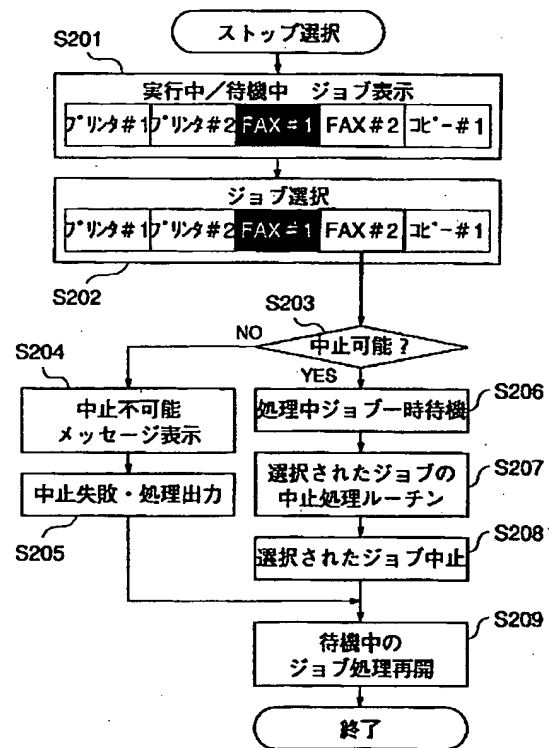 ストップ選択
S201
実行中／待機中 ジョブ表示
プリンタ#1 プリンタ#2 FAX#1 FAX#2 コピー#1
ジョブ選択
プリンタ#1 プリンタ#2 FAX#1 FAX#2 コピー#1
S202
S203
中止可能？
NO
YES
S204
中止不可能
メッセージ表示
中止失敗・処理出力
S205
処理中ジョブ一時待機
S206
選択されたジョブの
中止処理ルーチン
S207
選択されたジョブ中止
S208
待機中の
ジョブ処理再開
S209
終了